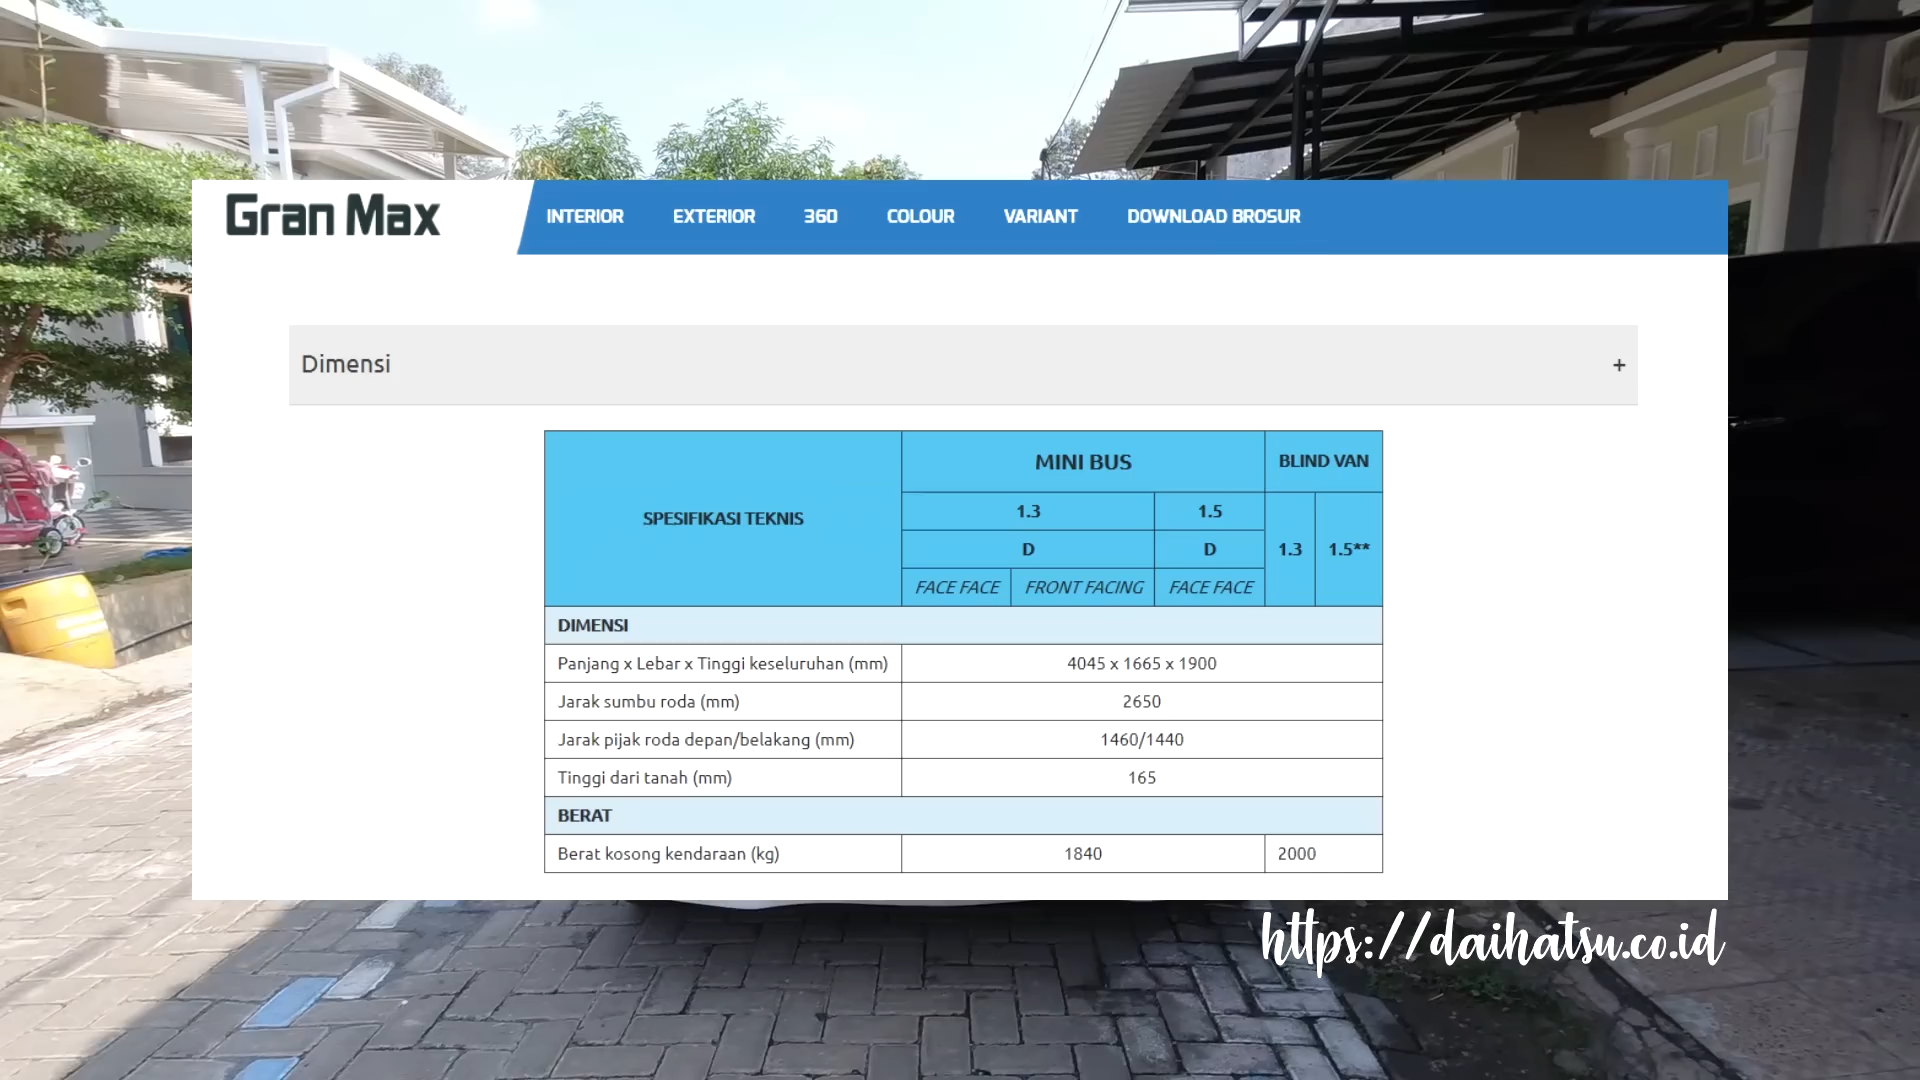 Gran Max
INTERIOR EXTERIOR 360 COLOUR VARIANT DOWNLOAD BROSUR
Dimensi +
SPESIFIKASI TEKNIS
MINI BUS
BLIND VAN
1.3 1.5
D D
1.3 1.5**
FACE FACE FRONT FACING FACE FACE
DIMENSI
Panjang x Lebar x Tinggi keseluruhan (mm) 4045 x 1665 x 1900
Jarak sumbu roda (mm) 2650
Jarak pijak roda depan/belakang (mm) 1460/1440
Tinggi dari tanah (mm) 165
BERAT
Berat kosong kendaraan (kg) 1840 2000
https://daihatsu.co.id